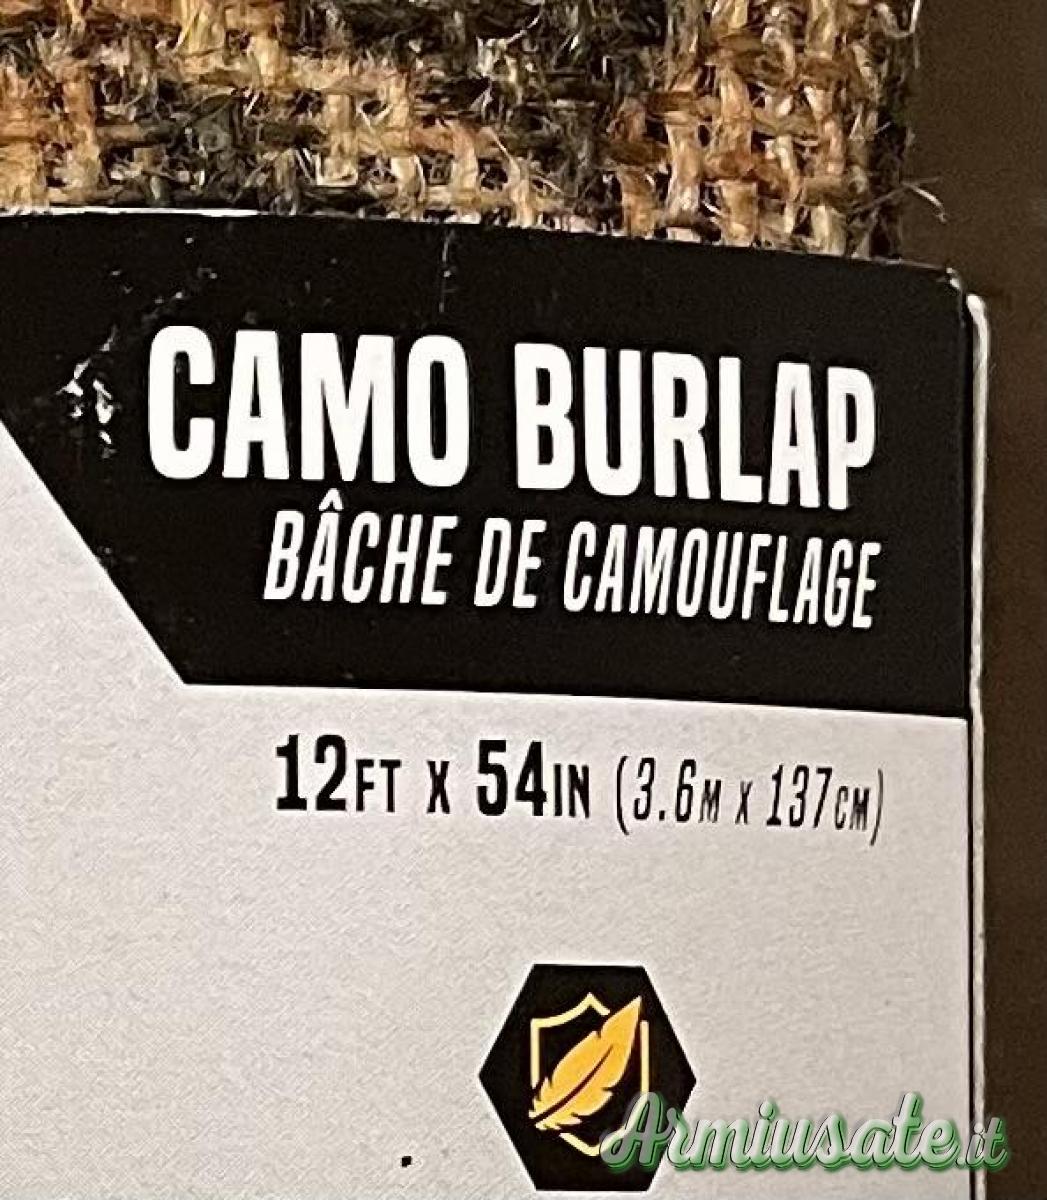 CAMO BURLAP
BÂCHE DE CAMOUFLAGE
12FT X 54IN (3.6M X 137CM)
Armiusate.it